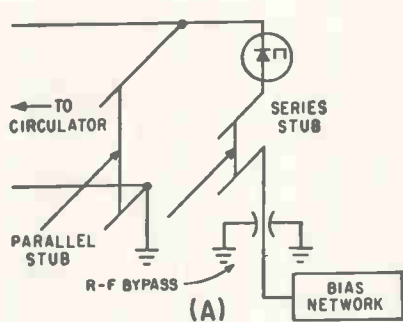 TO
CIRCULATOR
SERIES
STUB
PARALLEL
STUB
R-F BYPASS
(A)
BIAS
NETWORK